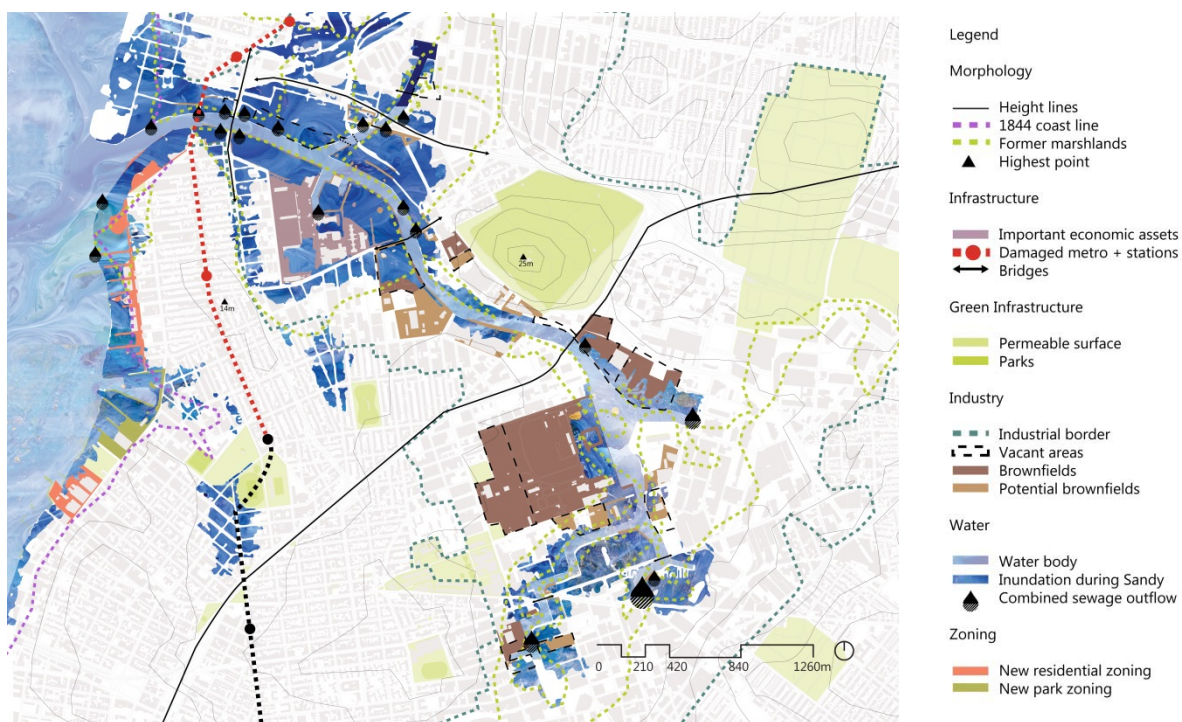 Legend
Morphology
Height lines
1844 coast line
Former marshlands
Highest point
Infrastructure
Important economic assets
Damaged metro + stations
Bridges
Green Infrastructure
Permeable surface
Parks
Industry
Industrial border
Vacant areas
Brownfields
Potential brownfields
Water
Water body
Inundation during Sandy
Combined sewage outflow
Zoning
New residential zoning
New park zoning
25m
14m
0 210 420 840 1260m